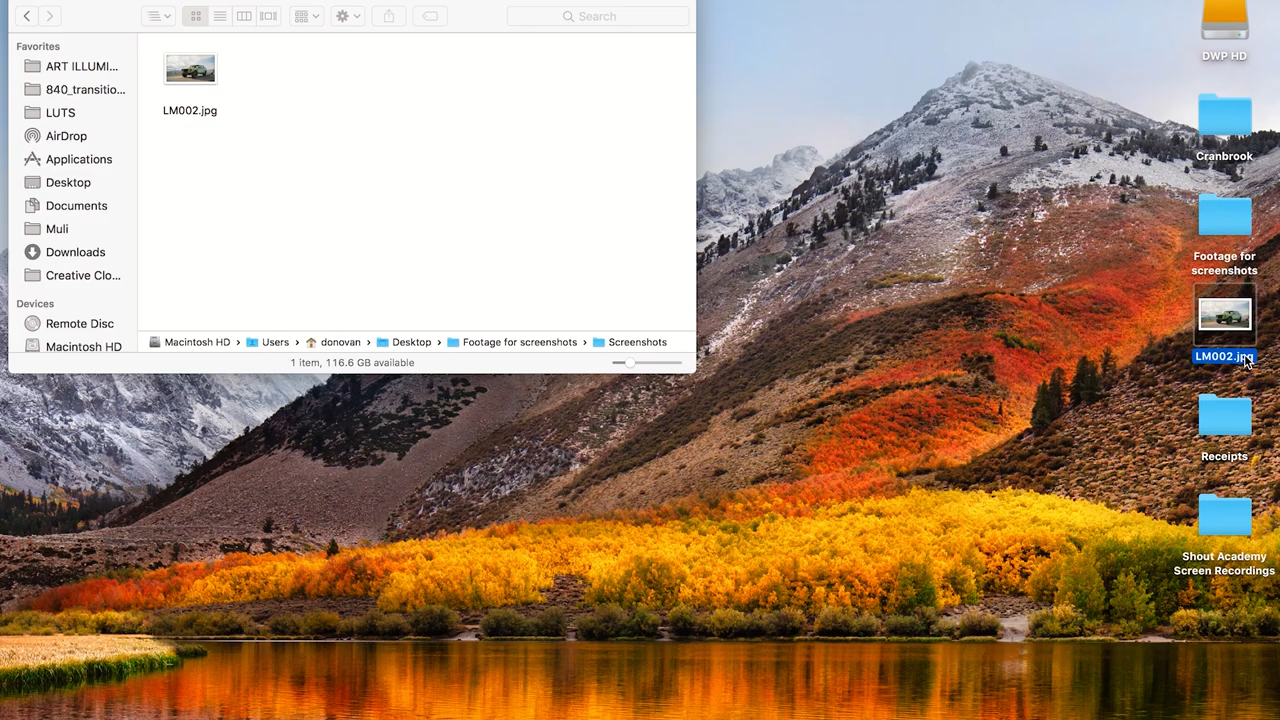 Search
Favorites
ART ILLUMI...
840_transitio...
LUTS
AirDrop
Applications
Desktop
Documents
Muli
Downloads
Creative Clo...
Devices
Remote Disc
Macintosh HD
LM002.jpg
Macintosh HD › Users › donovan › Desktop › Footage for screenshots › Screenshots
1 item, 116.6 GB available
DWP HD
Cranbrook
Footage for
screenshots
LM002.jpg
Receipts
Shout Academy
Screen Recordings